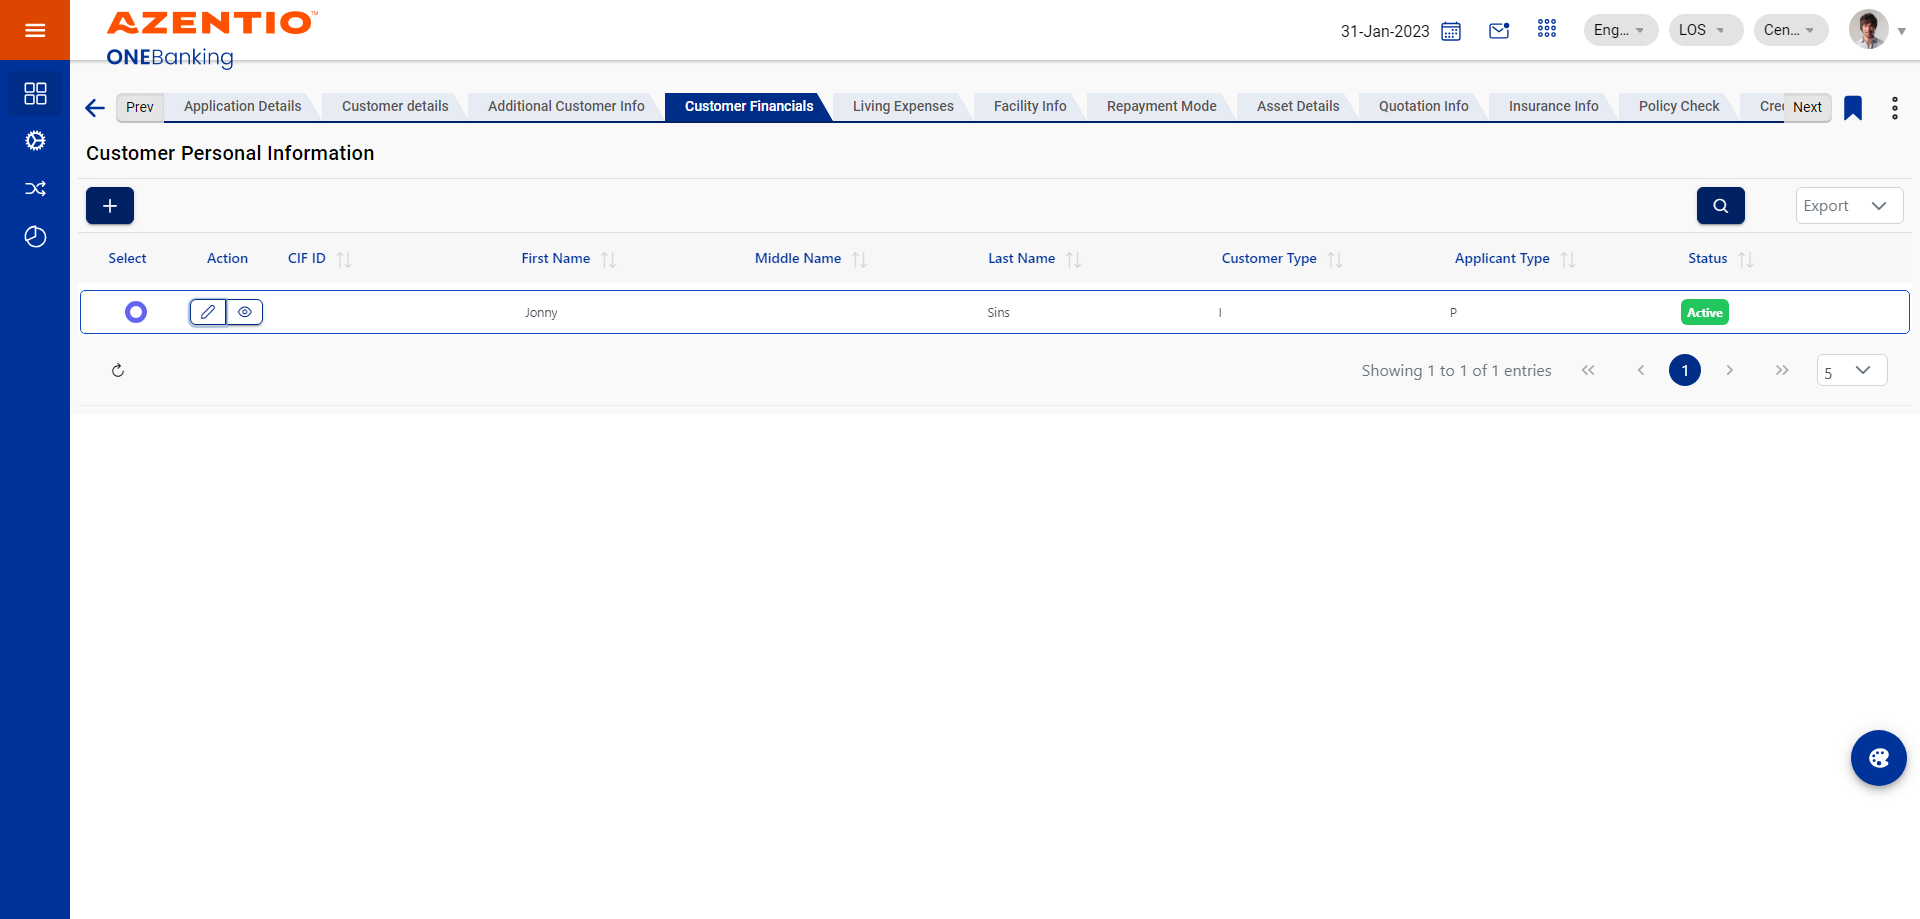 AZENTIO™
ONEBanking
31-Jan-2023
Eng...
LOS
Cen...
Prev
Application Details
Customer details
Additional Customer Info
Customer Financials
Living Expenses
Facility Info
Repayment Mode
Asset Details
Quotation Info
Insurance Info
Policy Check
Next
Customer Personal Information
Export
Select
Action
CIF ID
First Name
Middle Name
Last Name
Customer Type
Applicant Type
Status
Jonny
Sins
I
P
Active
Showing 1 to 1 of 1 entries
1
5